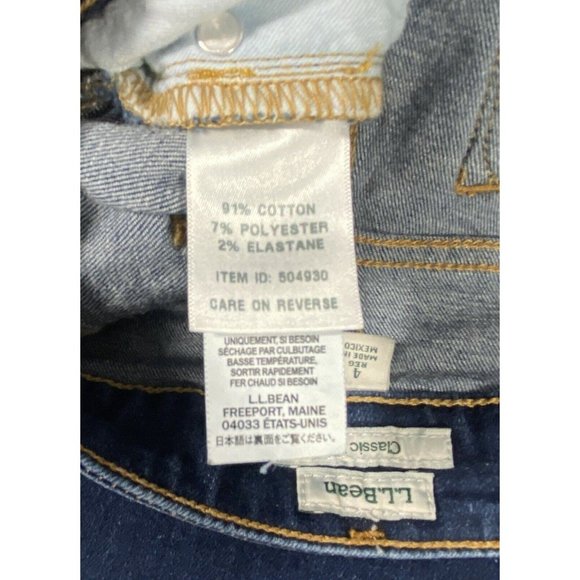 91% COTTON
7% POLYESTER
2% ELASTANE
ITEM ID: 504930
CARE ON REVERSE
UNIQUEMENT, SI BESOIN
SÉCHAGE PAR CULBUTAGE
BASSE TEMPÉRATURE,
SORTIR RAPIDEMENT
FER CHAUD SI BESOIN
L.L.BEAN
FREEPORT, MAINE
04033 ÉTATS-UNIS
日本語は裏面をご覧ください。
4
REG
MADE IN
MEXICO
Classic
L.L.Bean